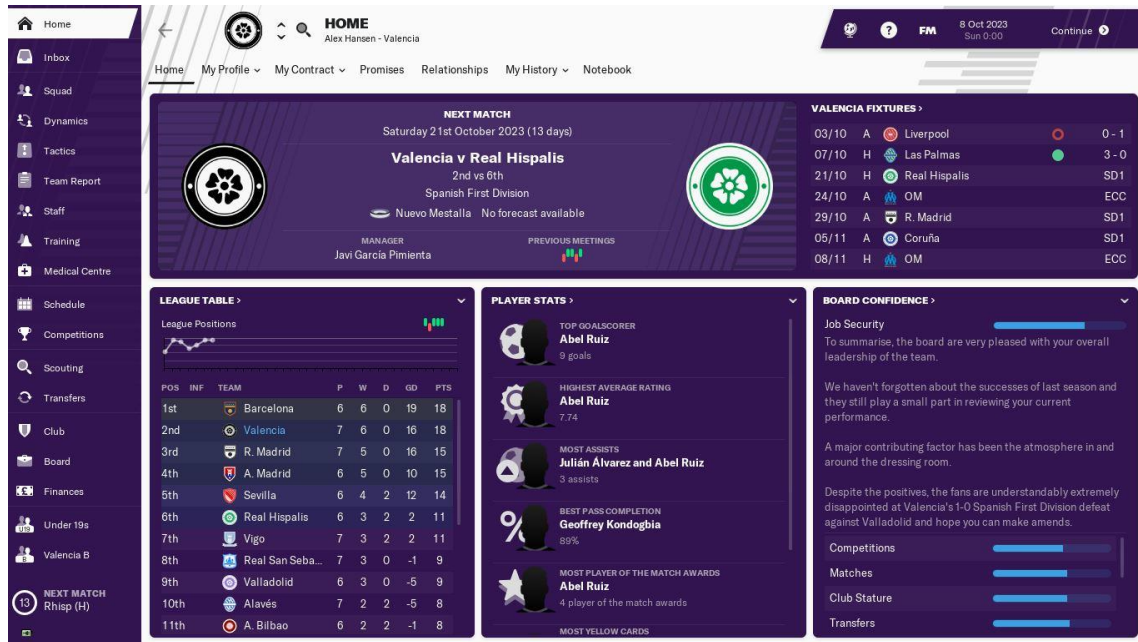 Home
Inbox
Squad
Dynamics
Tactics
Team Report
Staff
Training
Medical Centre
Schedule
Competitions
Scouting
Transfers
Club
Board
Finances
U19
Under 19s
B
Valencia B
13
NEXT MATCH
Rhisp (H)
HOME
Alex Hansen - Valencia
?
FM
8 Oct 2023
Sun 0:00
Continue
Home My Profile My Contract Promises Relationships My History Notebook
NEXT MATCH
Saturday 21st October 2023 (13 days)
Valencia v Real Hispalis
2nd vs 6th
Spanish First Division
Nuevo Mestalla No forecast available
MANAGER
Javi García Pimienta
PREVIOUS MEETINGS
VALENCIA FIXTURES >
03/10 A Liverpool 0 - 1
07/10 H Las Palmas 3 - 0
21/10 H Real Hispalis SD1
24/10 A OM ECC
29/10 A R. Madrid SD1
05/11 A Coruña SD1
08/11 H OM ECC
LEAGUE TABLE >
League Positions
POS INF TEAM P W D GD PTS
1st Barcelona 6 6 0 19 18
2nd Valencia 7 6 0 16 18
3rd R. Madrid 7 5 0 16 15
4th A. Madrid 6 5 0 10 15
5th Sevilla 6 4 2 12 14
6th Real Hispalis 6 3 2 2 11
7th Vigo 7 3 2 2 11
8th Real San Seba... 7 3 0 -1 9
9th Valladolid 6 3 0 -5 9
10th Alavés 7 2 2 -5 8
11th A. Bilbao 6 2 2 -1 8
PLAYER STATS >
TOP GOALSCORER
Abel Ruiz
9 goals
HIGHEST AVERAGE RATING
Abel Ruiz
7.74
MOST ASSISTS
Julián Álvarez and Abel Ruiz
3 assists
BEST PASS COMPLETION
Geoffrey Kondogbia
89%
MOST PLAYER OF THE MATCH AWARDS
Abel Ruiz
4 player of the match awards
MOST YELLOW CARDS
BOARD CONFIDENCE >
Job Security
To summarise, the board are very pleased with your overall
leadership of the team.
We haven't forgotten about the successes of last season and
they still play a small part in reviewing your current
performance.
A major contributing factor has been the atmosphere in and
around the dressing room.
Despite the positives, the fans are understandably extremely
disappointed at Valencia's 1-0 Spanish First Division defeat
against Valladolid and hope you can make amends.
Competitions
Matches
Club Stature
Transfers